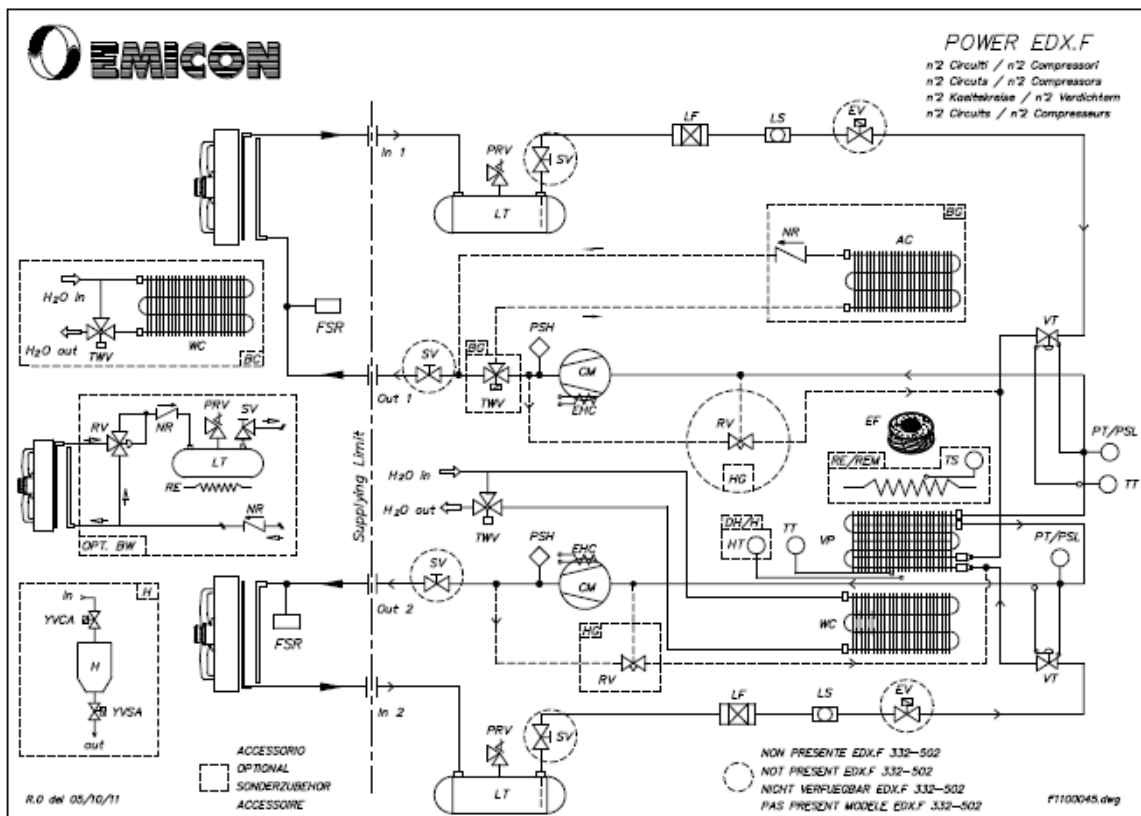 EMICON
POWER EDX.F
n°2 Circuiti / n°2 Compressori
n°2 Circuts / n°2 Compressors
n°2 Kaeltekreise / n°2 Verdichtern
n°2 Circuits / n°2 Compresseurs
In 1
PRV
SV
LT
LF
LS
EV
BG
NR
AC
H2O in
H2O out
TWV
WC
BC
FSR
SV
Out 1
BG
TWV
PSH
CM
EHC
VT
RV
HG
EF
PT/PSL
TT
RE/REM
TS
RV
NR
PRV
SV
LT
RE
NR
OPT. BW
Supplying Limit
H2O in
H2O out
TWV
DH/H
HT
TT
VP
PT/PSL
SV
Out 2
PSH
EHC
CM
FSR
HG
RV
WC
VT
In
H
YVCA
H
YVSA
out
In 2
PRV
SV
LT
LF
LS
EV
ACCESSORIO
OPTIONAL
SONDERZUBEHOR
ACCESSOIRE
NON PRESENTE EDX.F 332-502
NOT PRESENT EDX.F 332-502
NICHT VERFUEGBAR EDX.F 332-502
PAS PRESENT MODELE EDX.F 332-502
R.0 del 05/10/11
f1100045.dwg